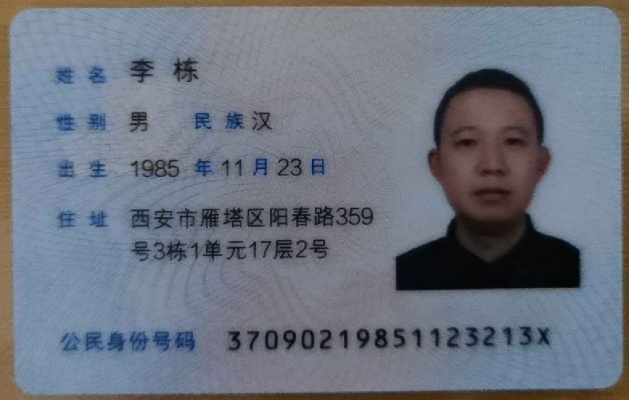 姓名 李栋
性别 男 民族 汉
出生 1985 年 11 月 23 日
住址 西安市雁塔区阳春路359
号3栋1单元17层2号
公民身份号码 37090219851123213X